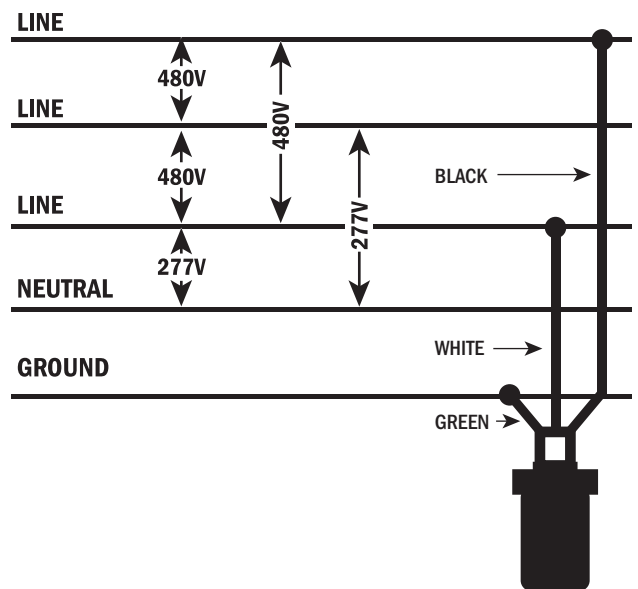 LINE
480V
LINE
480V
480V
BLACK
LINE
277V
277V
NEUTRAL
WHITE
GROUND
GREEN